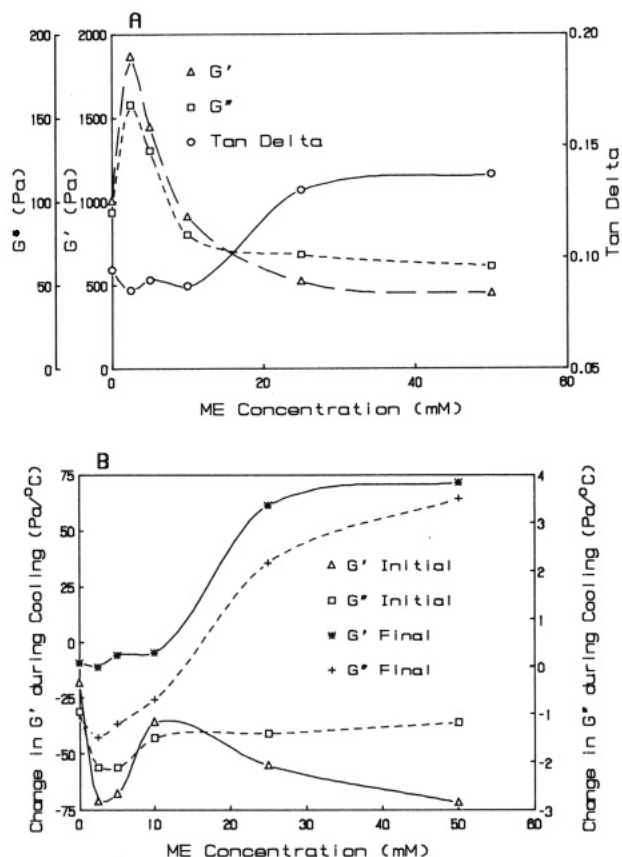 A
200 2000 0.20
150 1500 0.15
100 1000 0.10
50 500
0 0 0.05
G" (Pa)
G' (Pa)
Tan Delta
G'
G"
Tan Delta
0 20 40 60
ME Concentration (mM)
B
75 4
50 3
25 2
0 1
-25 0
-50 -1
-75 -2
-3
Change in G' during Cooling (Pa/°C)
Change in G" during Cooling (Pa/°C)
G' Initial
G" Initial
G' Final
G" Final
0 10 20 30 40 50 60
ME Concentration (mM)